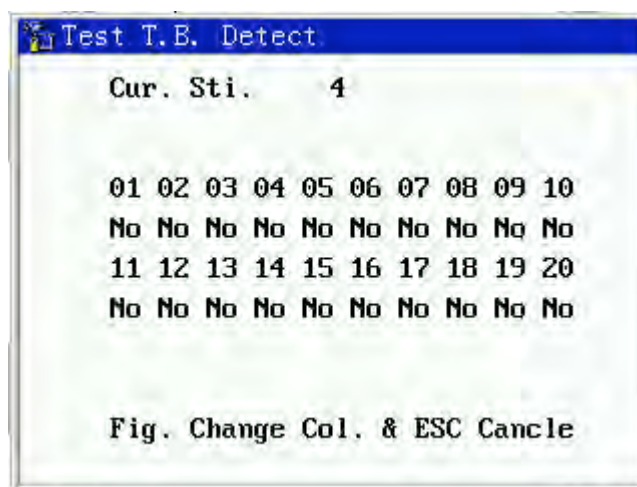 Test T.B. Detect
Cur. Sti. 4
01 02 03 04 05 06 07 08 09 10
No No No No No No No No No No
11 12 13 14 15 16 17 18 19 20
No No No No No No No No No No
Fig. Change Col. & ESC Cancle